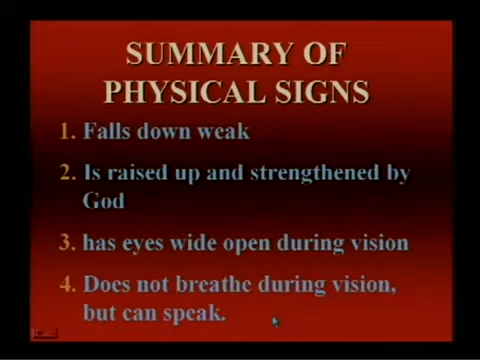 SUMMARY OF
PHYSICAL SIGNS
1. Falls down weak
2. Is raised up and strengthened by
God
3. has eyes wide open during vision
4. Does not breathe during vision,
but can speak.